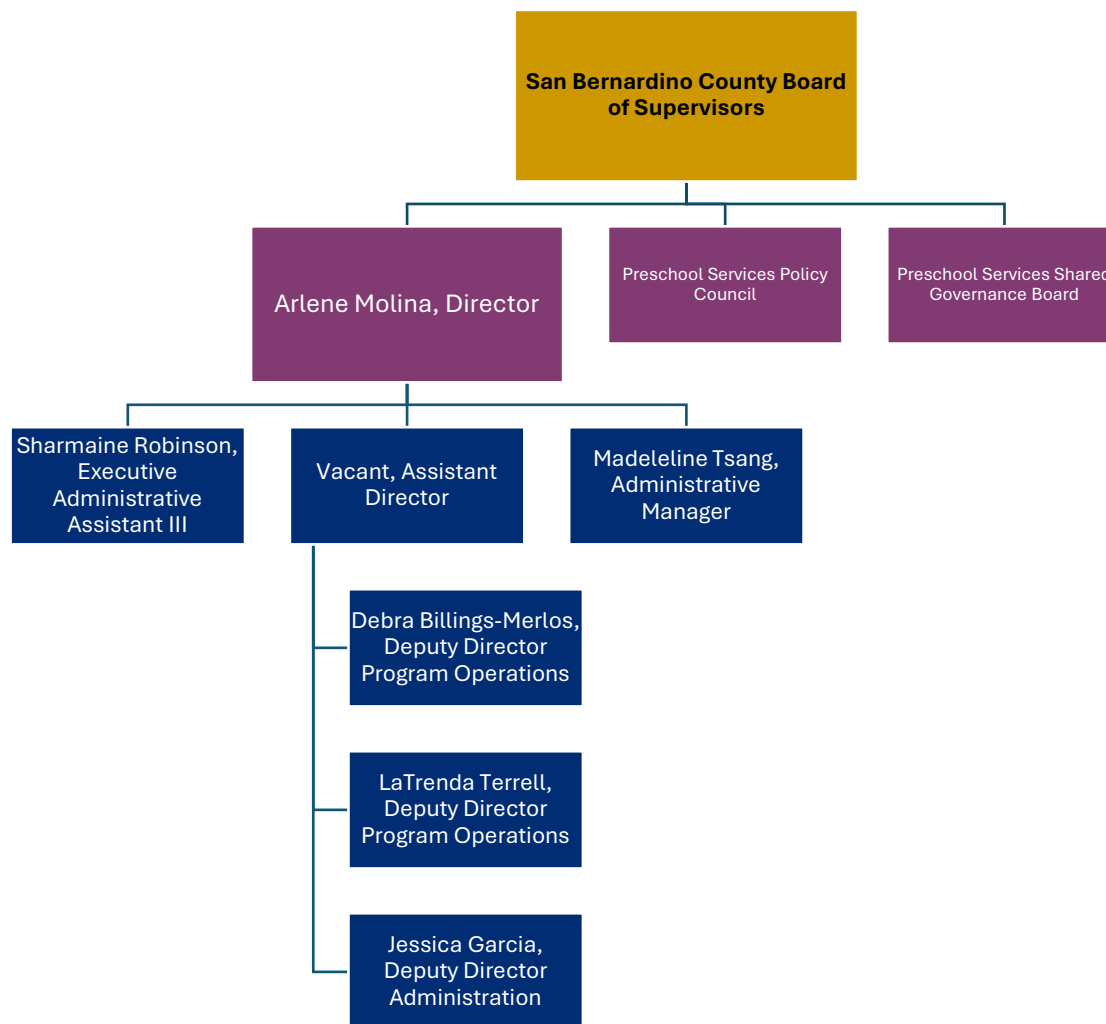 San Bernardino County Board
of Supervisors
Arlene Molina, Director
Preschool Services Policy
Council
Preschool Services Shared
Governance Board
Sharmaine Robinson,
Executive
Administrative
Assistant III
Vacant, Assistant
Director
Madeleline Tsang,
Administrative
Manager
Debra Billings-Merlos,
Deputy Director
Program Operations
LaTrenda Terrell,
Deputy Director
Program Operations
Jessica Garcia,
Deputy Director
Administration